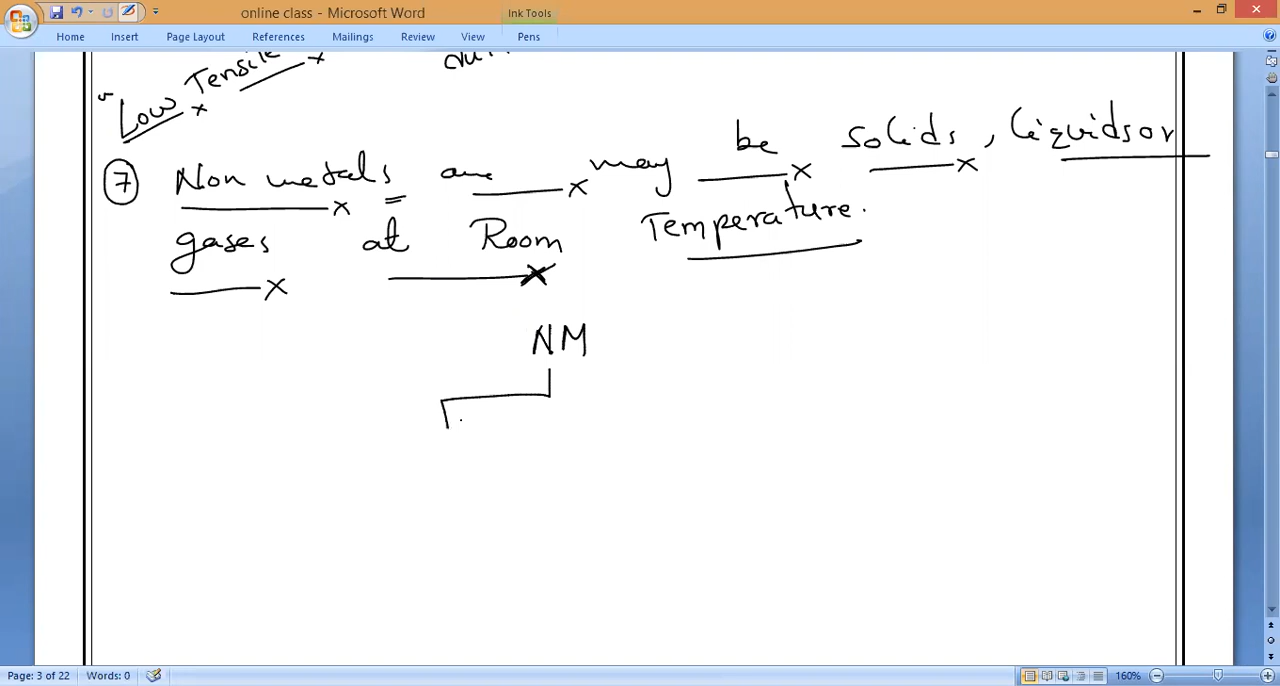 online class - Microsoft Word
Ink Tools
Home Insert Page Layout References Mailings Review View Pens
Low Tensile
⑦ Non metals are may be solids, liquids or
gases at Room Temperature.
NM
Page: 3 of 22 Words: 0 160%